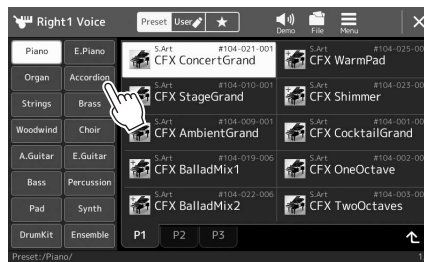 Right1 Voice
Preset User ★
Demo File Menu
Piano E.Piano
Organ Accordion
Strings Brass
Woodwind Choir
A.Guitar E.Guitar
Bass Percussion
Pad Synth
DrumKit Ensemble
S.Art #104-021-001
CFX ConcertGrand
S.Art #104-025-00
CFX WarmPad
S.Art #104-010-001
CFX StageGrand
S.Art #104-023-00
CFX Shimmer
S.Art #104-009-001
CFX AmbientGrand
S.Art #104-001-00
CFX CocktailGrand
S.Art #104-019-006
CFX BalladMix1
S.Art #104-002-00
CFX OneOctave
S.Art #104-022-006
CFX BalladMix2
S.Art #104-003-00
CFX TwoOctaves
P1 P2 P3
Preset:/Piano/ 1